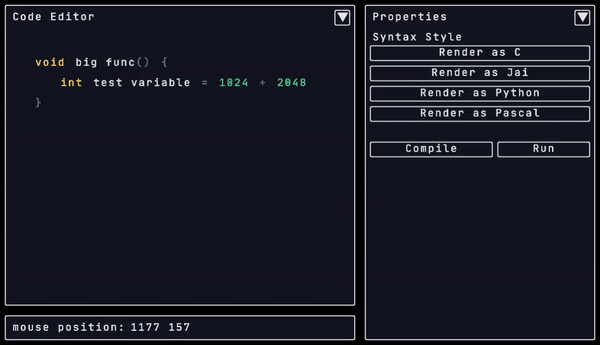 Code Editor
void big func() {
int test variable = 1024 + 2048
}
mouse position: 1177 157
Properties
Syntax Style
Render as C
Render as Jai
Render as Python
Render as Pascal
Compile
Run